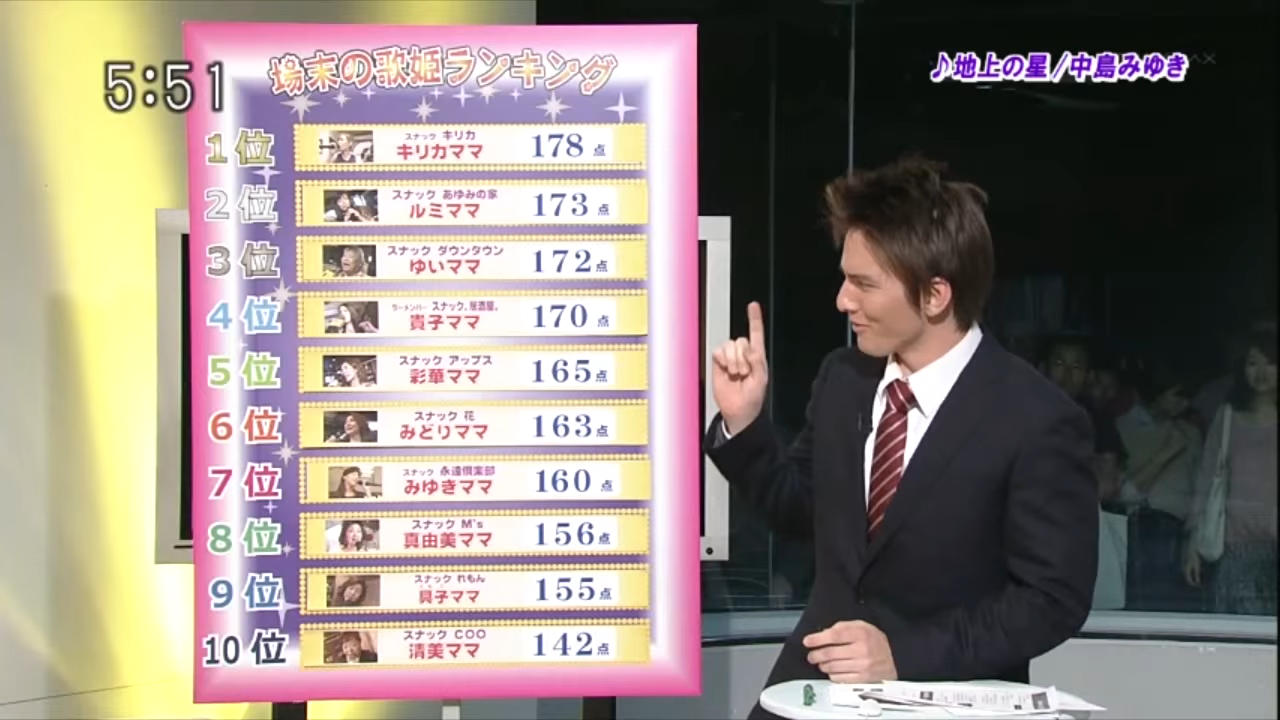 5:51
場末の歌姫ランキング
♪地上の星/中島みゆき
1位
スナック キリカ
キリカママ
178点
2位
スナック あゆみの家
ルミママ
173点
3位
スナック ダウンタウン
ゆいママ
172点
4位
ラーメンバー スナック、居酒屋。
貴子ママ
170点
5位
スナック アップス
彩華ママ
165点
6位
スナック 花
みどりママ
163点
7位
スナック 永遠倶楽部
みゆきママ
160点
8位
スナック M's
真由美ママ
156点
9位
スナック れもん
155点
10位
スナック COO
清美ママ
142点